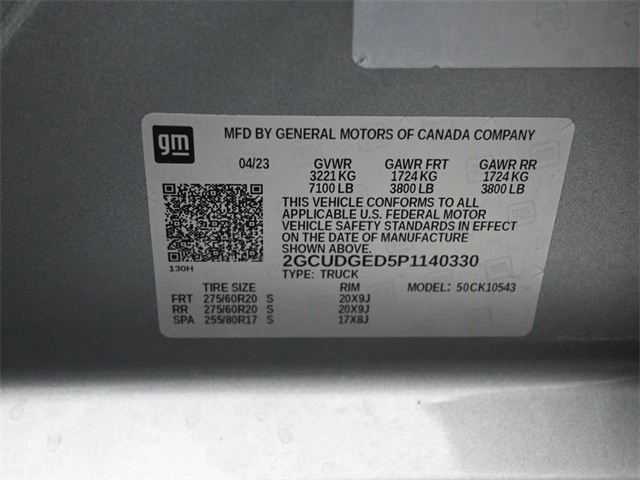 gm
MFD BY GENERAL MOTORS OF CANADA COMPANY
04/23 GVWR GAWR FRT GAWR RR
3221 KG 1724 KG 1724 KG
7100 LB 3800 LB 3800 LB
THIS VEHICLE CONFORMS TO ALL
APPLICABLE U.S. FEDERAL MOTOR
VEHICLE SAFETY STANDARDS IN EFFECT
ON THE DATE OF MANUFACTURE
SHOWN ABOVE.
130H
2GCUDGED5P1140330
TYPE: TRUCK
TIRE SIZE RIM MODEL: 50CK10543
FRT 275/60R20 S 20X9J
RR 275/60R20 S 20X9J
SPA 255/80R17 S 17X8J